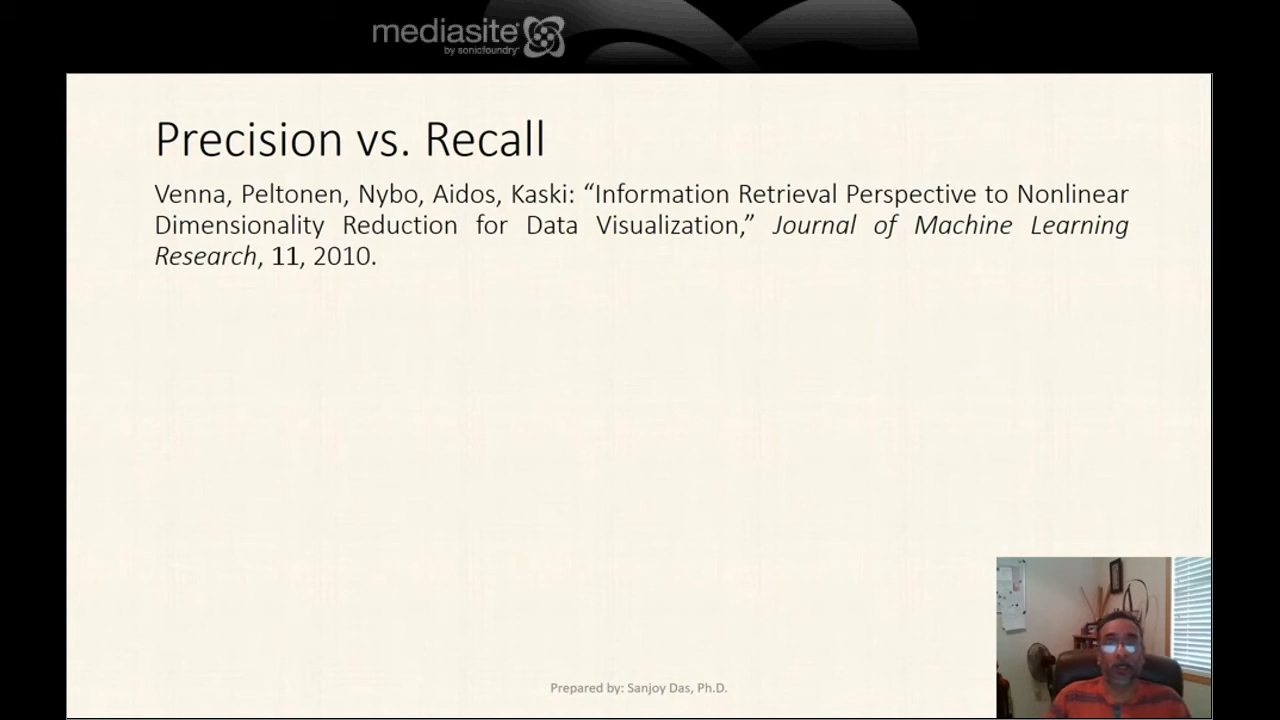 mediasite
by sonicfoundry
Precision vs. Recall
Venna, Peltonen, Nybo, Aidos, Kaski: “Information Retrieval Perspective to Nonlinear
Dimensionality Reduction for Data Visualization,” Journal of Machine Learning
Research, 11, 2010.
Prepared by: Sanjoy Das, Ph.D.